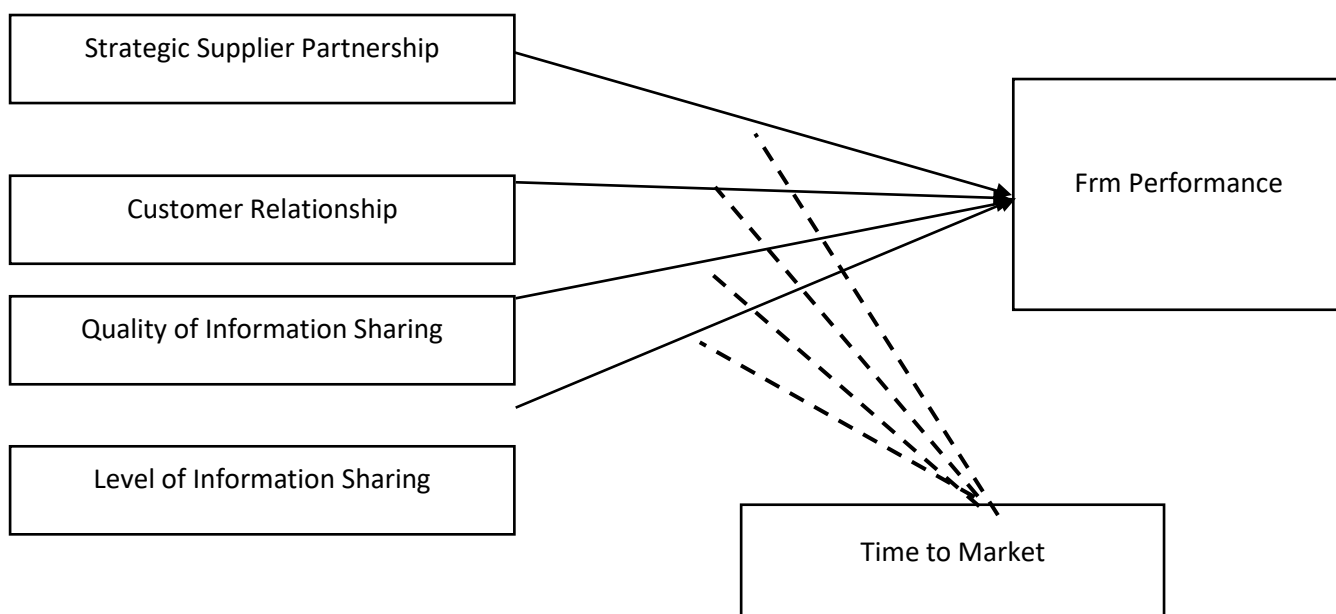 Strategic Supplier Partnership
Frm Performance
Customer Relationship
Quality of Information Sharing
Level of Information Sharing
Time to Market